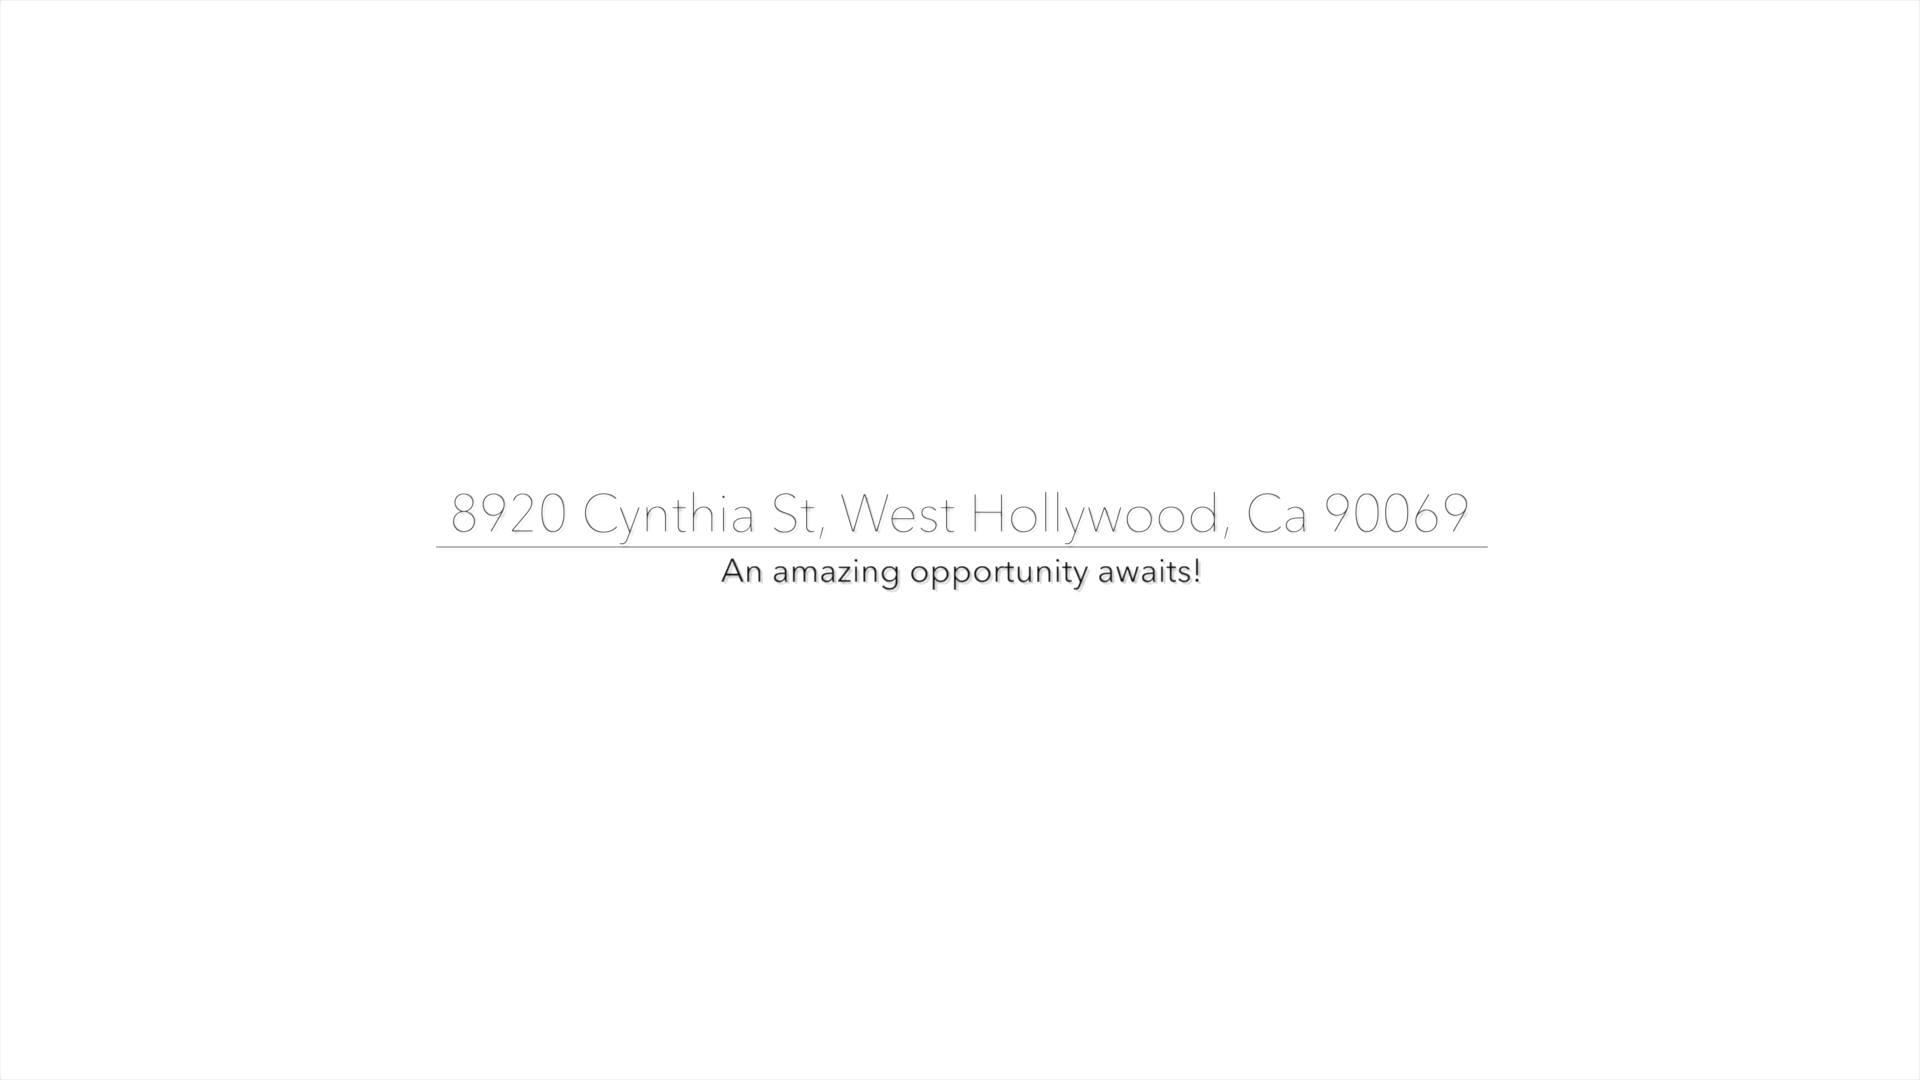 8920 Cynthia St, West Hollywood, Ca 90069
An amazing opportunity awaits!